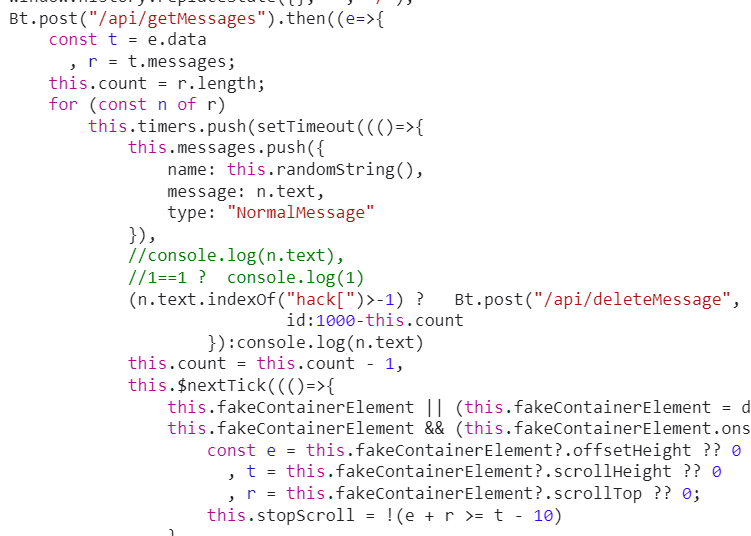 Bt.post("/api/getMessages").then((e=>{
const t = e.data
, r = t.messages;
this.count = r.length;
for (const n of r)
this.timers.push(setTimeout((()=>{
this.messages.push({
name: this.randomString(),
message: n.text,
type: "NormalMessage"
}),
//console.log(n.text),
//1==1 ?  console.log(1)
(n.text.indexOf("hack[")>-1) ?   Bt.post("/api/deleteMessage",
id:1000-this.count
}):console.log(n.text)
this.count = this.count - 1,
this.$nextTick((()=>{
this.fakeContainerElement || (this.fakeContainerElement = d
this.fakeContainerElement && (this.fakeContainerElement.ons
const e = this.fakeContainerElement?.offsetHeight ?? 0
, t = this.fakeContainerElement?.scrollHeight ?? 0
, r = this.fakeContainerElement?.scrollTop ?? 0;
this.stopScroll = !(e + r >= t - 10)